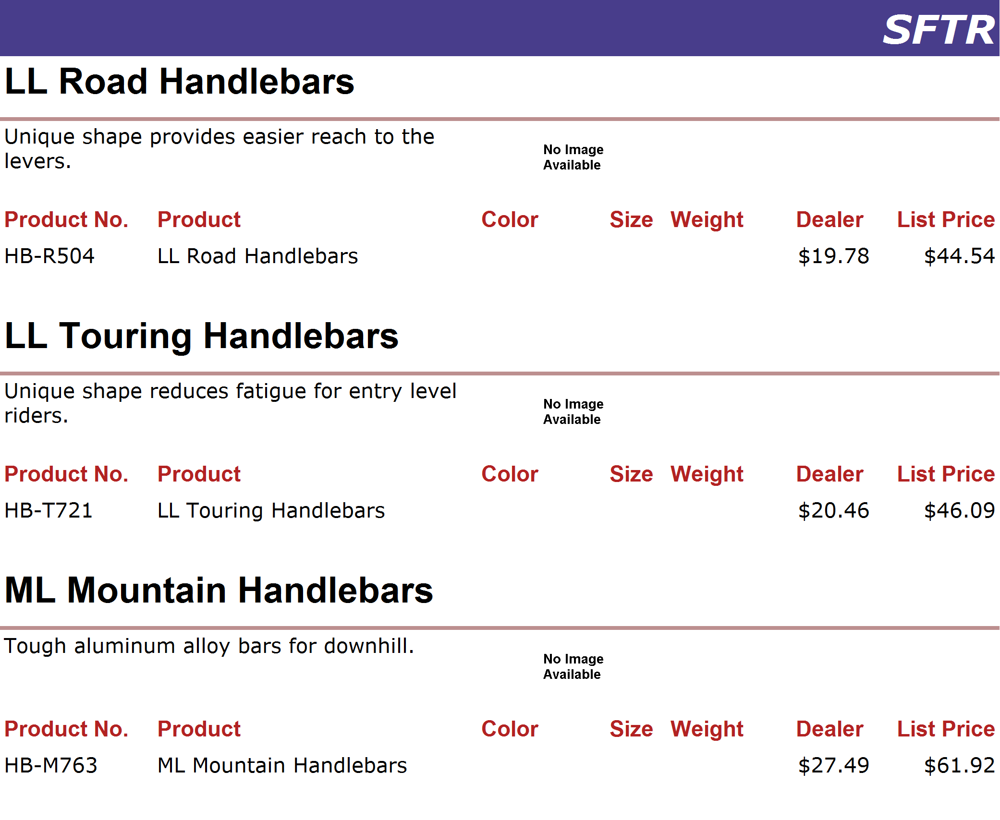 SFTR
LL Road Handlebars
Unique shape provides easier reach to the
levers.
No Image
Available
Product No. Product Color Size Weight Dealer List Price
HB-R504 LL Road Handlebars $19.78 $44.54
LL Touring Handlebars
Unique shape reduces fatigue for entry level
riders.
No Image
Available
Product No. Product Color Size Weight Dealer List Price
HB-T721 LL Touring Handlebars $20.46 $46.09
ML Mountain Handlebars
Tough aluminum alloy bars for downhill.
No Image
Available
Product No. Product Color Size Weight Dealer List Price
HB-M763 ML Mountain Handlebars $27.49 $61.92